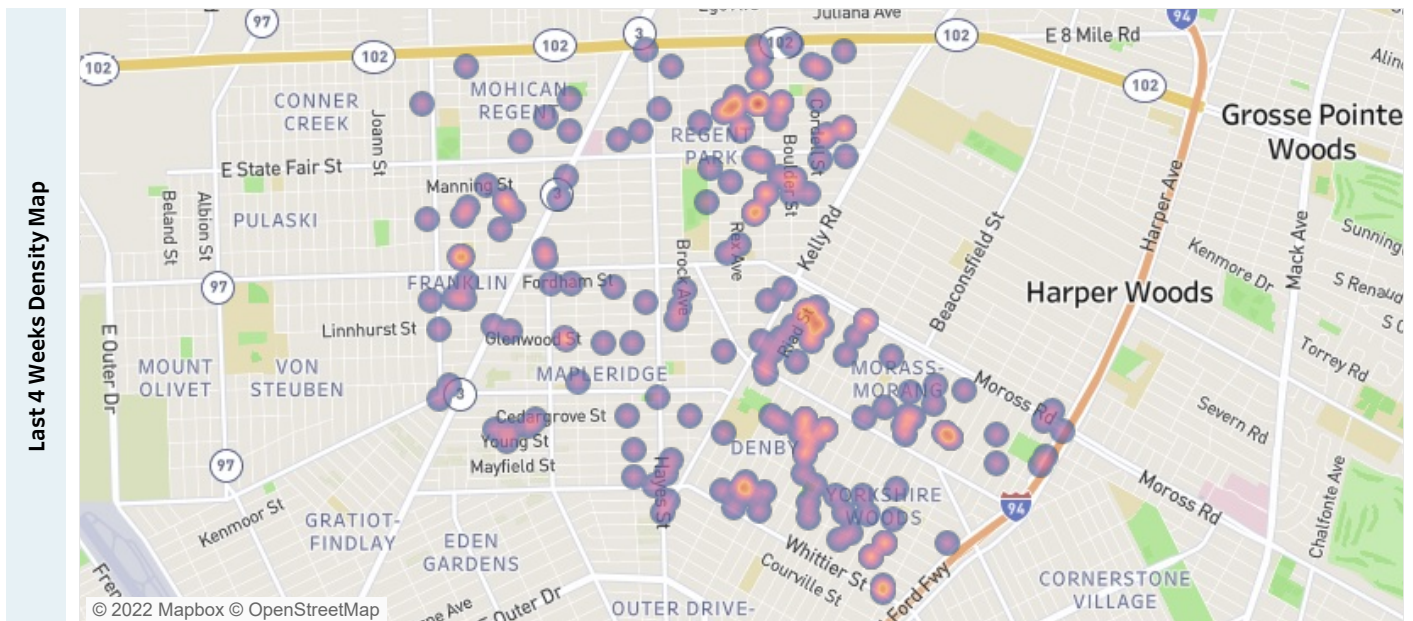 Last 4 Weeks Density Map
97
3
Juliana Ave
94
102
102
102
102
102
102
E 8 Mile Rd
CONNER
CREEK
MOHICAN
REGENT
Joann St
REGENT
PARK
Cordell St
Boulder St
Grosse Pointe
Woods
E State Fair St
Manning St
3
Beland St
Albion St
PULASKI
Rex Ave
Kelly Rd
Beaconsfield St
Harper Ave
Mack Ave
Kenmore Dr
97
FRANKLIN
Fordham St
Brock Ave
Harper Woods
Linnhurst St
Glenwood St
Riad St
Torrey Rd
E Outer Dr
MOUNT
OLIVET
VON
STEUBEN
MAPLERIDGE
MORASS-
MORANG
Moross Rd
3
Cedargrove St
Young St
Mayfield St
DENBY
Severn Rd
97
Hayes St
YORKSHIRE
WOODS
94
Moross Rd
Chalfonte Ave
Kenmoor St
GRATIOT-
FINDLAY
EDEN
GARDENS
Whittier St
Courville St
Ford Fwy
CORNERSTONE
VILLAGE
E Outer Dr
OUTER DRIVE-
© 2022 Mapbox © OpenStreetMap